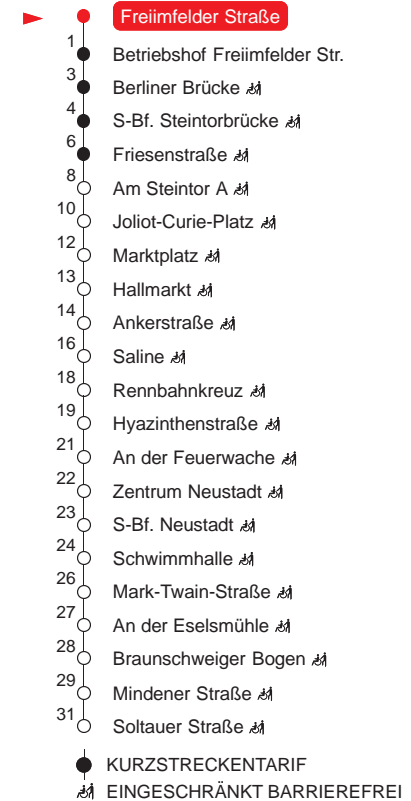 Freiimfelder Straße
1 Betriebshof Freiimfelder Str.
3 Berliner Brücke
4 S-Bf. Steintorbrücke
6 Friesenstraße
8 Am Steintor A
10 Joliot-Curie-Platz
12 Marktplatz
13 Hallmarkt
14 Ankerstraße
16 Saline
18 Rennbahnkreuz
19 Hyazinthenstraße
21 An der Feuerwache
22 Zentrum Neustadt
23 S-Bf. Neustadt
24 Schwimmhalle
26 Mark-Twain-Straße
27 An der Eselsmühle
28 Braunschweiger Bogen
29 Mindener Straße
31 Soltauer Straße
KURZSTRECKENTARIF
EINGESCHRÄNKT BARRIEREFREI